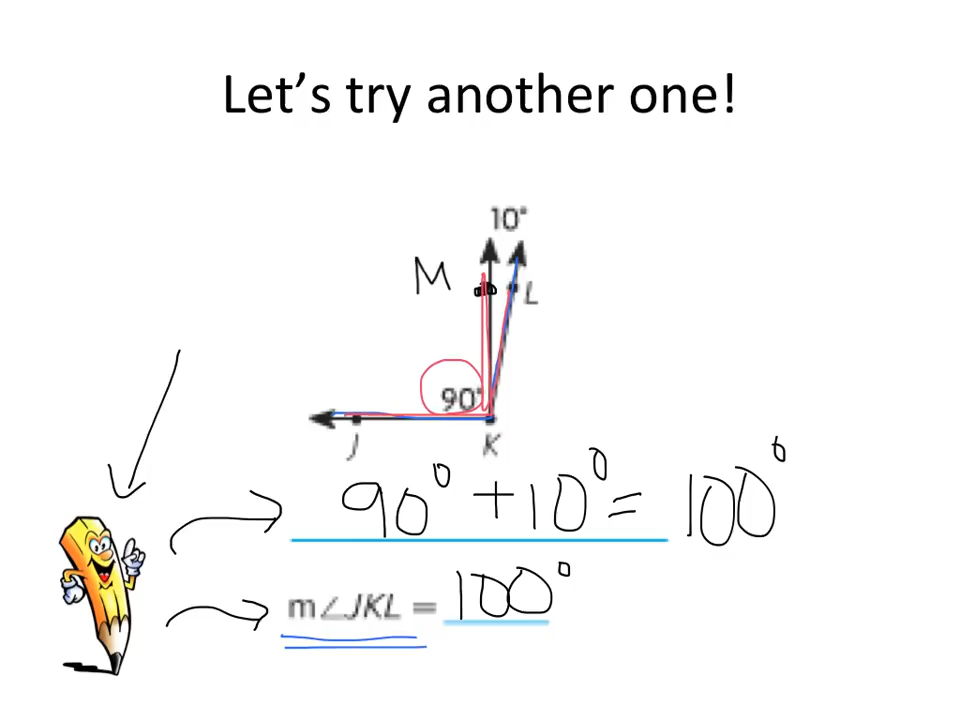 Let's try another one!
10°
M
L
90°
J
K
90° + 10° = 100°
m∠JKL = 100°